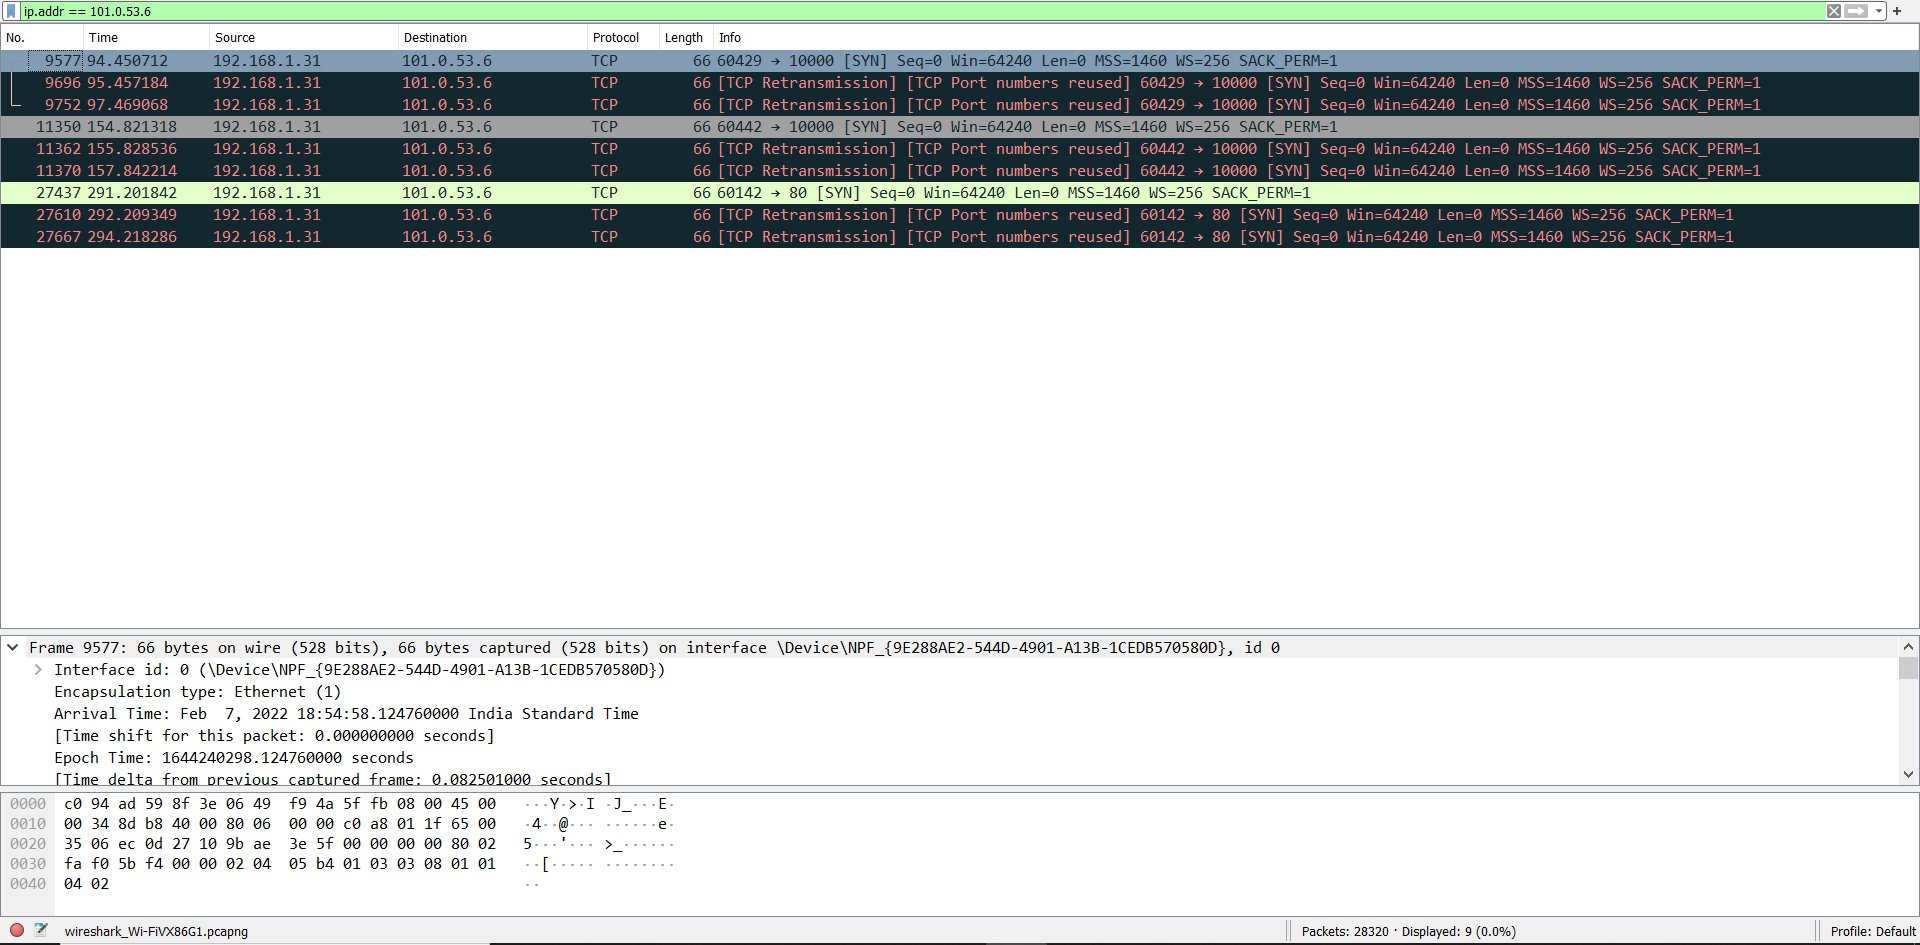 ip.addr == 101.0.53.6
No. Time Source Destination Protocol Length Info
9577 94.450712 192.168.1.31 101.0.53.6 TCP 66 60429 → 10000 [SYN] Seq=0 Win=64240 Len=0 MSS=1460 WS=256 SACK_PERM=1
9696 95.457184 192.168.1.31 101.0.53.6 TCP 66 [TCP Retransmission] [TCP Port numbers reused] 60429 → 10000 [SYN] Seq=0 Win=64240 Len=0 MSS=1460 WS=256 SACK_PERM=1
9752 97.469068 192.168.1.31 101.0.53.6 TCP 66 [TCP Retransmission] [TCP Port numbers reused] 60429 → 10000 [SYN] Seq=0 Win=64240 Len=0 MSS=1460 WS=256 SACK_PERM=1
11350 154.821318 192.168.1.31 101.0.53.6 TCP 66 60442 → 10000 [SYN] Seq=0 Win=64240 Len=0 MSS=1460 WS=256 SACK_PERM=1
11362 155.828536 192.168.1.31 101.0.53.6 TCP 66 [TCP Retransmission] [TCP Port numbers reused] 60442 → 10000 [SYN] Seq=0 Win=64240 Len=0 MSS=1460 WS=256 SACK_PERM=1
11370 157.842214 192.168.1.31 101.0.53.6 TCP 66 [TCP Retransmission] [TCP Port numbers reused] 60442 → 10000 [SYN] Seq=0 Win=64240 Len=0 MSS=1460 WS=256 SACK_PERM=1
27437 291.201842 192.168.1.31 101.0.53.6 TCP 66 60142 → 80 [SYN] Seq=0 Win=64240 Len=0 MSS=1460 WS=256 SACK_PERM=1
27610 292.209349 192.168.1.31 101.0.53.6 TCP 66 [TCP Retransmission] [TCP Port numbers reused] 60142 → 80 [SYN] Seq=0 Win=64240 Len=0 MSS=1460 WS=256 SACK_PERM=1
27667 294.218286 192.168.1.31 101.0.53.6 TCP 66 [TCP Retransmission] [TCP Port numbers reused] 60142 → 80 [SYN] Seq=0 Win=64240 Len=0 MSS=1460 WS=256 SACK_PERM=1
Frame 9577: 66 bytes on wire (528 bits), 66 bytes captured (528 bits) on interface \Device\NPF_{9E288AE2-544D-4901-A13B-1CEDB570580D}, id 0
Interface id: 0 (\Device\NPF_{9E288AE2-544D-4901-A13B-1CEDB570580D})
Encapsulation type: Ethernet (1)
Arrival Time: Feb  7, 2022 18:54:58.124760000 India Standard Time
[Time shift for this packet: 0.000000000 seconds]
Epoch Time: 1644240298.124760000 seconds
[Time delta from previous captured frame: 0.082501000 seconds]
0000 c0 94 ad 59 8f 3e 06 49 f9 4a 5f fb 08 00 45 00 ···Y·>·I ·J_···E·
0010 00 34 8d b8 40 00 80 06 00 00 c0 a8 01 1f 65 00 ·4··@··· ······e·
0020 35 06 ec 0d 27 10 9b ae 3e 5f 00 00 00 00 80 02 5···'··· >_······
0030 fa f0 5b f4 00 00 02 04 05 b4 01 03 03 08 01 01 ··[····· ········
0040 04 02 ··
wireshark_Wi-FiVX86G1.pcapng Packets: 28320 · Displayed: 9 (0.0%) Profile: Default